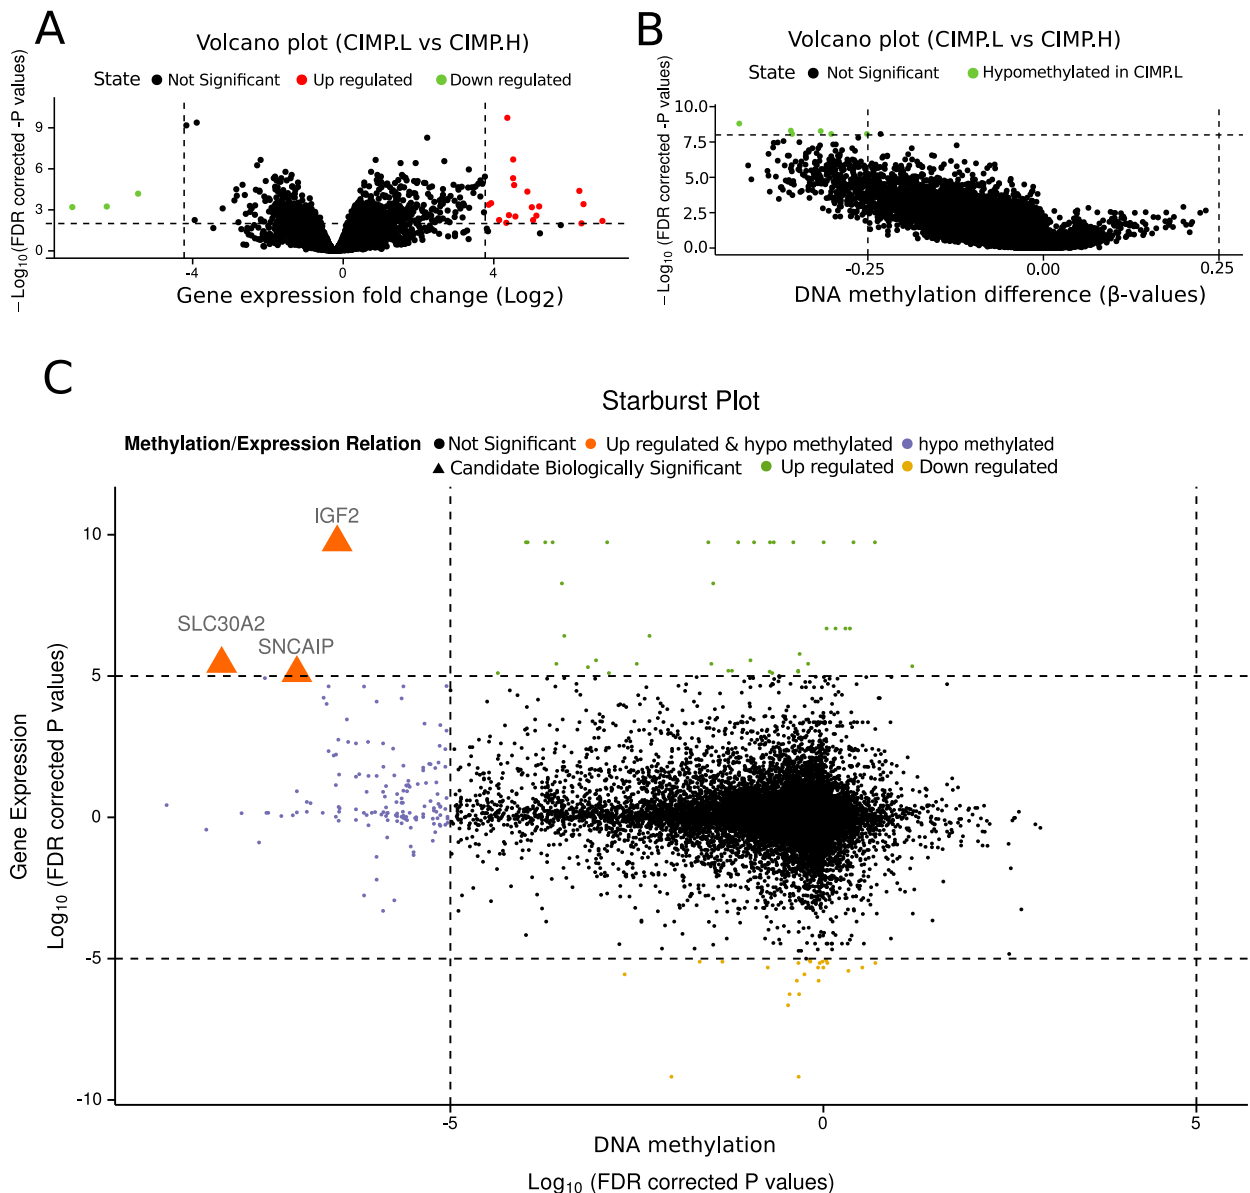 A
Volcano plot (CIMP.L vs CIMP.H)
State Not Significant Up regulated Down regulated
−Log10 (FDR corrected -P values)
9
6
3
0
-4 0 4
Gene expression fold change (Log2)
B
Volcano plot (CIMP.L vs CIMP.H)
State Not Significant Hypomethylated in CIMP.L
−Log10 (FDR corrected -P values)
10.0
7.5
5.0
2.5
0.0
-0.25 0.00 0.25
DNA methylation difference (β-values)
C
Starburst Plot
Methylation/Expression Relation Not Significant Up regulated & hypo methylated hypo methylated
Candidate Biologically Significant Up regulated Down regulated
IGF2
SLC30A2
SNCAIP
Gene Expression
Log10 (FDR corrected P values)
10
5
0
-5
-10
-5 0 5
DNA methylation
Log10 (FDR corrected P values)